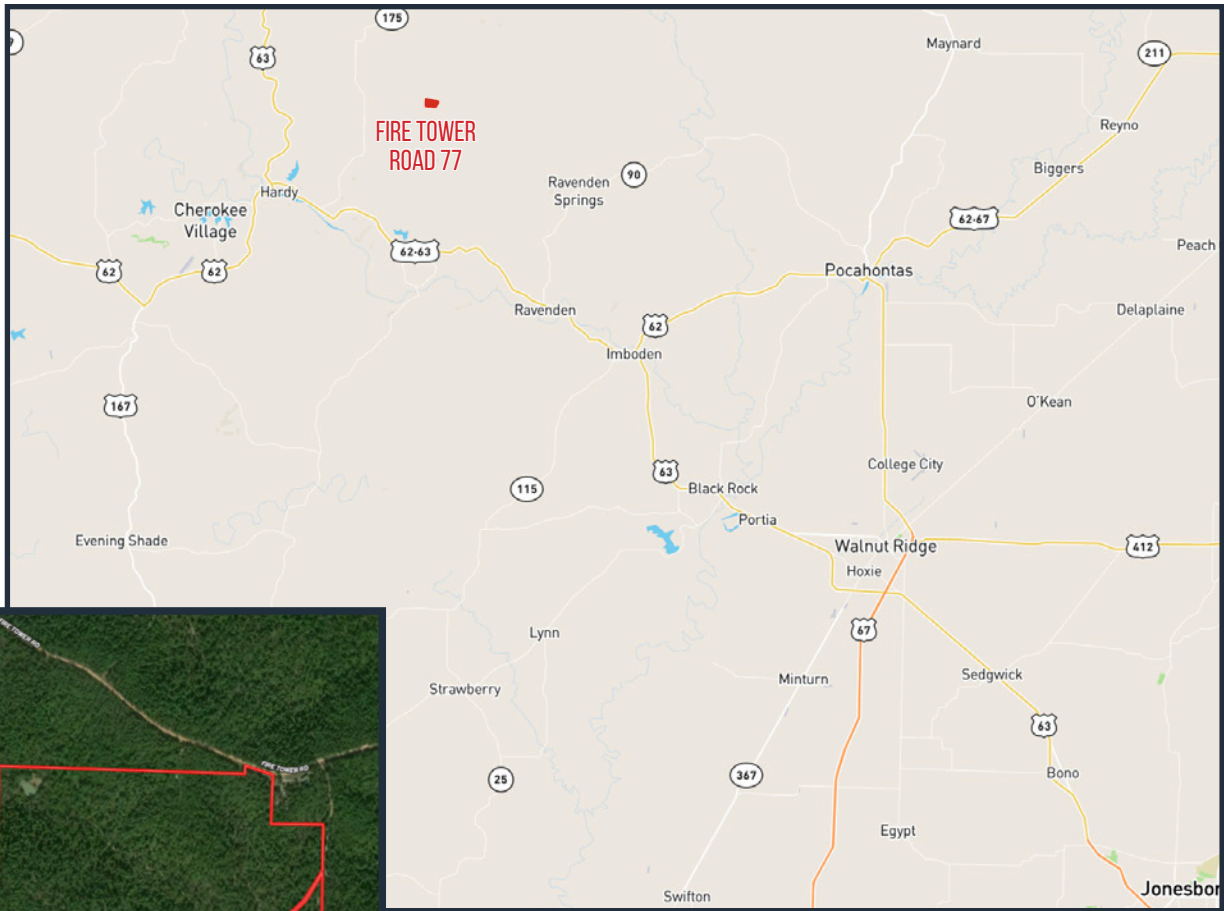 175
Maynard
211
63
FIRE TOWER
ROAD 77
Reyno
Biggers
Ravenden
Springs
90
Hardy
Cherokee
Village
62-67
Peach
62-63
62
62
Pocahontas
Ravenden
Delaplaine
62
Imboden
167
O'Kean
College City
63
115
Black Rock
Portia
Evening Shade
Walnut Ridge
412
Hoxie
67
Lynn
FIRE TOWER RD
Minturn
Sedgwick
Strawberry
63
FIRE TOWER RD
25
367
Bono
Egypt
Swifton
Jonesbor